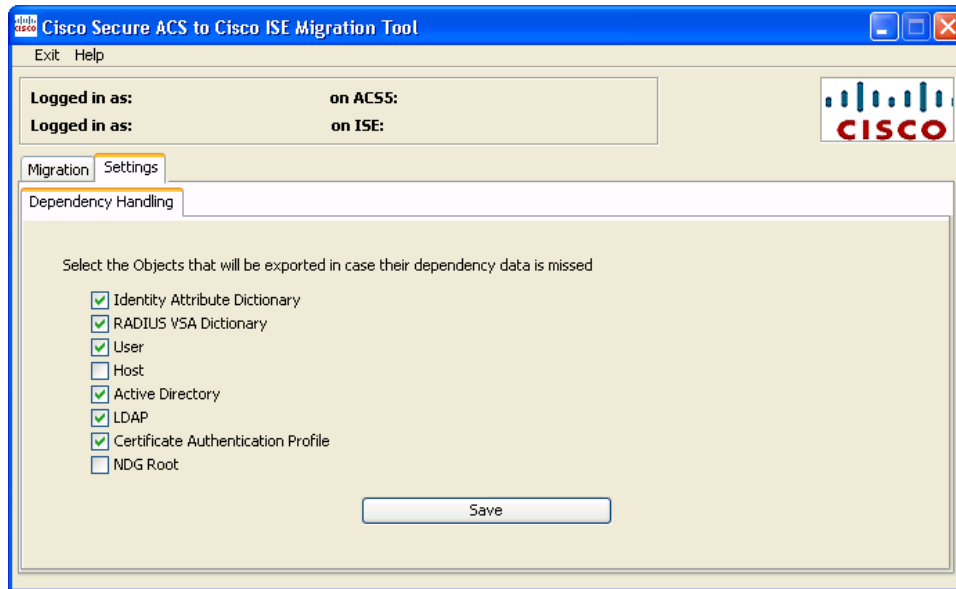 cisco Cisco Secure ACS to Cisco ISE Migration Tool
Exit Help
Logged in as: on ACS5:
Logged in as: on ISE:
CISCO
Migration Settings
Dependency Handling
Select the Objects that will be exported in case their dependency data is missed
Identity Attribute Dictionary
RADIUS VSA Dictionary
User
Host
Active Directory
LDAP
Certificate Authentication Profile
NDG Root
Save